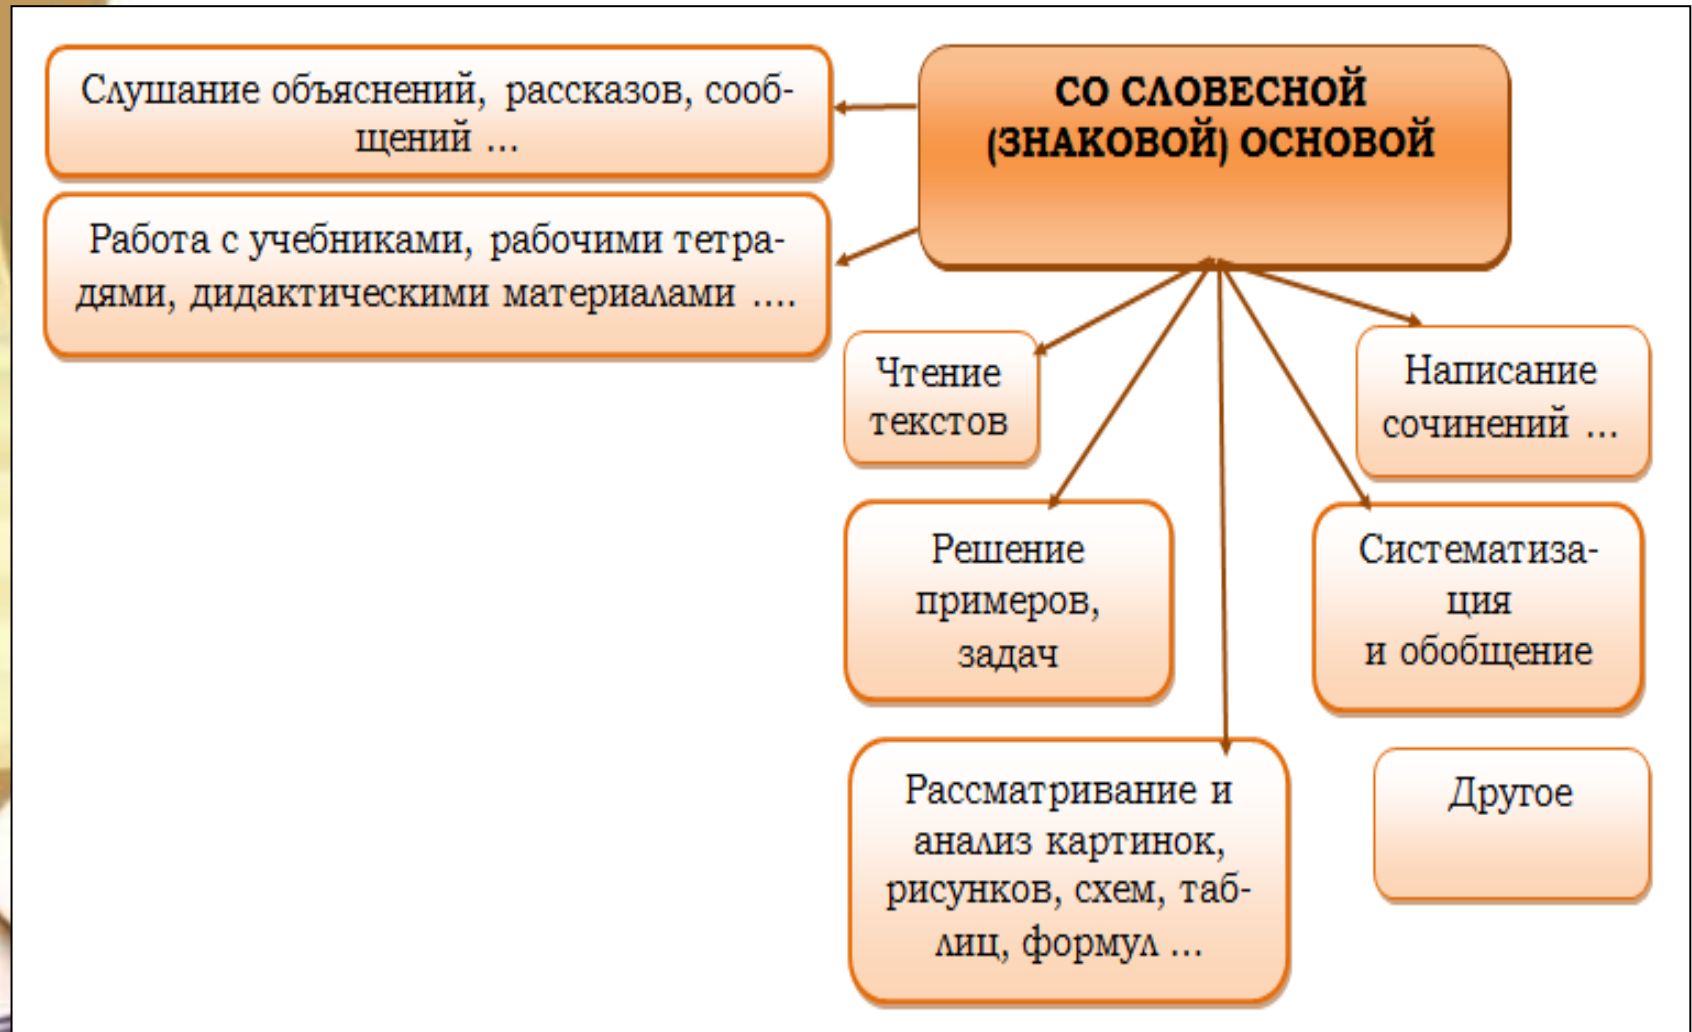 Слушание объяснений, рассказов, сооб-
щений ...
СО СЛОВЕСНОЙ
(ЗНАКОВОЙ) ОСНОВОЙ
Работа с учебниками, рабочими тетра-
дями, дидактическими материалами ....
Чтение
текстов
Написание
сочинений ...
Решение
примеров,
задач
Систематиза-
ция
и обобщение
Рассматривание и
анализ картинок,
рисунков, схем, таб-
лиц, формул ...
Другое